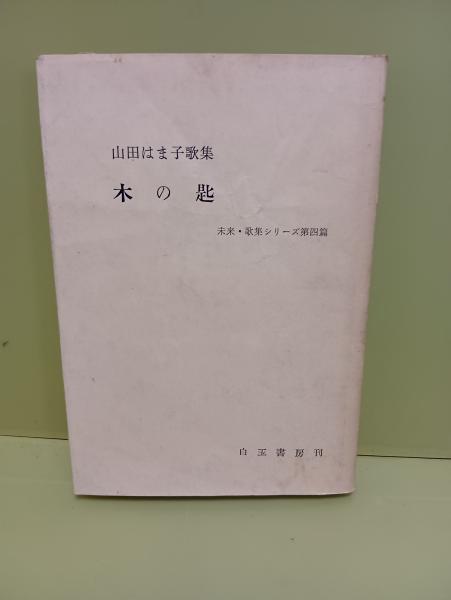 山田はま子歌集
木の匙
未来・歌集シリーズ第四篇
白玉書房刊